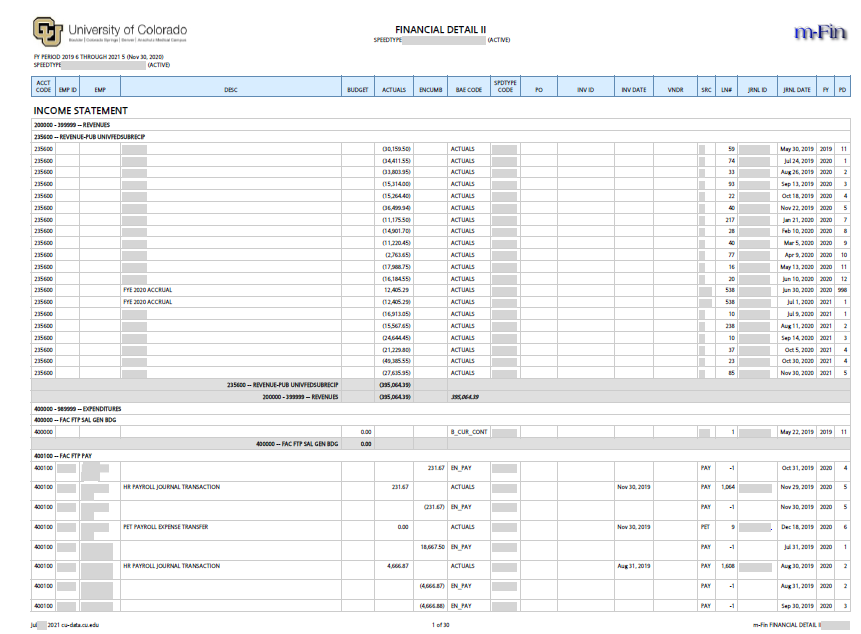 University of Colorado
Boulder | Colorado Springs | Denver | Anschutz Medical Campus
FINANCIAL DETAIL II
SPEEDTYPE (ACTIVE)
m-Fin
FY PERIOD 2019 6 THROUGH 2021 5 (Nov 30, 2020)
SPEEDTYPE (ACTIVE)
ACCT CODE EMP ID EMP DESC BUDGET ACTUALS ENCUMB BAE CODE SPDTYPE CODE PO INV ID INV DATE VNDR SRC LN# JRNL ID JRNL DATE FY PD
INCOME STATEMENT
200000 - 399999 -- REVENUES
235600 -- REVENUE-PUB UNIVFEDSUBRECIP
235600 (30,159.50) ACTUALS 59 May 30, 2019 2019 11
235600 (34,411.55) ACTUALS 74 Jul 24, 2019 2020 1
235600 (33,803.95) ACTUALS 33 Aug 26, 2019 2020 2
235600 (15,314.00) ACTUALS 93 Sep 13, 2019 2020 3
235600 (15,264.40) ACTUALS 22 Oct 18, 2019 2020 4
235600 (36,499.94) ACTUALS 40 Nov 22, 2019 2020 5
235600 (11,175.50) ACTUALS 217 Jan 21, 2020 2020 7
235600 (14,901.70) ACTUALS 28 Feb 10, 2020 2020 8
235600 (11,220.45) ACTUALS 40 Mar 5, 2020 2020 9
235600 (2,763.65) ACTUALS 77 Apr 9, 2020 2020 10
235600 (17,988.75) ACTUALS 16 May 13, 2020 2020 11
235600 (16,184.55) ACTUALS 20 Jun 10, 2020 2020 12
235600 FYE 2020 ACCRUAL 12,405.29 ACTUALS 538 Jun 30, 2020 2020 998
235600 FYE 2020 ACCRUAL (12,405.29) ACTUALS 538 Jul 1, 2020 2021 1
235600 (16,913.05) ACTUALS 10 Jul 9, 2020 2021 1
235600 (15,567.65) ACTUALS 238 Aug 11, 2020 2021 2
235600 (24,644.45) ACTUALS 10 Sep 14, 2020 2021 3
235600 (21,229.80) ACTUALS 37 Oct 5, 2020 2021 4
235600 (49,385.55) ACTUALS 23 Oct 30, 2020 2021 4
235600 (27,635.95) ACTUALS 85 Nov 30, 2020 2021 5
235600 -- REVENUE-PUB UNIVFEDSUBRECIP (395,064.39)
200000 - 399999 -- REVENUES (395,064.39) 395,064.39
400000 - 989999 -- EXPENDITURES
400000 -- FAC FTP SAL GEN BDG
400000 0.00 B_CUR_CONT 1 May 22, 2019 2019 11
400000 -- FAC FTP SAL GEN BDG 0.00
400100 -- FAC FTP PAY
400100 231.67 EN_PAY PAY -1 Oct 31, 2019 2020 4
400100 HR PAYROLL JOURNAL TRANSACTION 231.67 ACTUALS Nov 30, 2019 PAY 1,064 Nov 29, 2019 2020 5
400100 (231.67) EN_PAY PAY -1 Nov 30, 2019 2020 5
400100 PET PAYROLL EXPENSE TRANSFER 0.00 ACTUALS Nov 30, 2019 PET 9 Dec 18, 2019 2020 6
400100 18,667.50 EN_PAY PAY -1 Jul 31, 2019 2020 1
400100 HR PAYROLL JOURNAL TRANSACTION 4,666.87 ACTUALS Aug 31, 2019 PAY 1,608 Aug 30, 2019 2020 2
400100 (4,666.87) EN_PAY PAY -1 Aug 31, 2019 2020 2
400100 (4,666.88) EN_PAY PAY -1 Sep 30, 2019 2020 3
Jul 2021 cu-data.cu.edu 1 of 30 m-Fin FINANCIAL DETAIL II